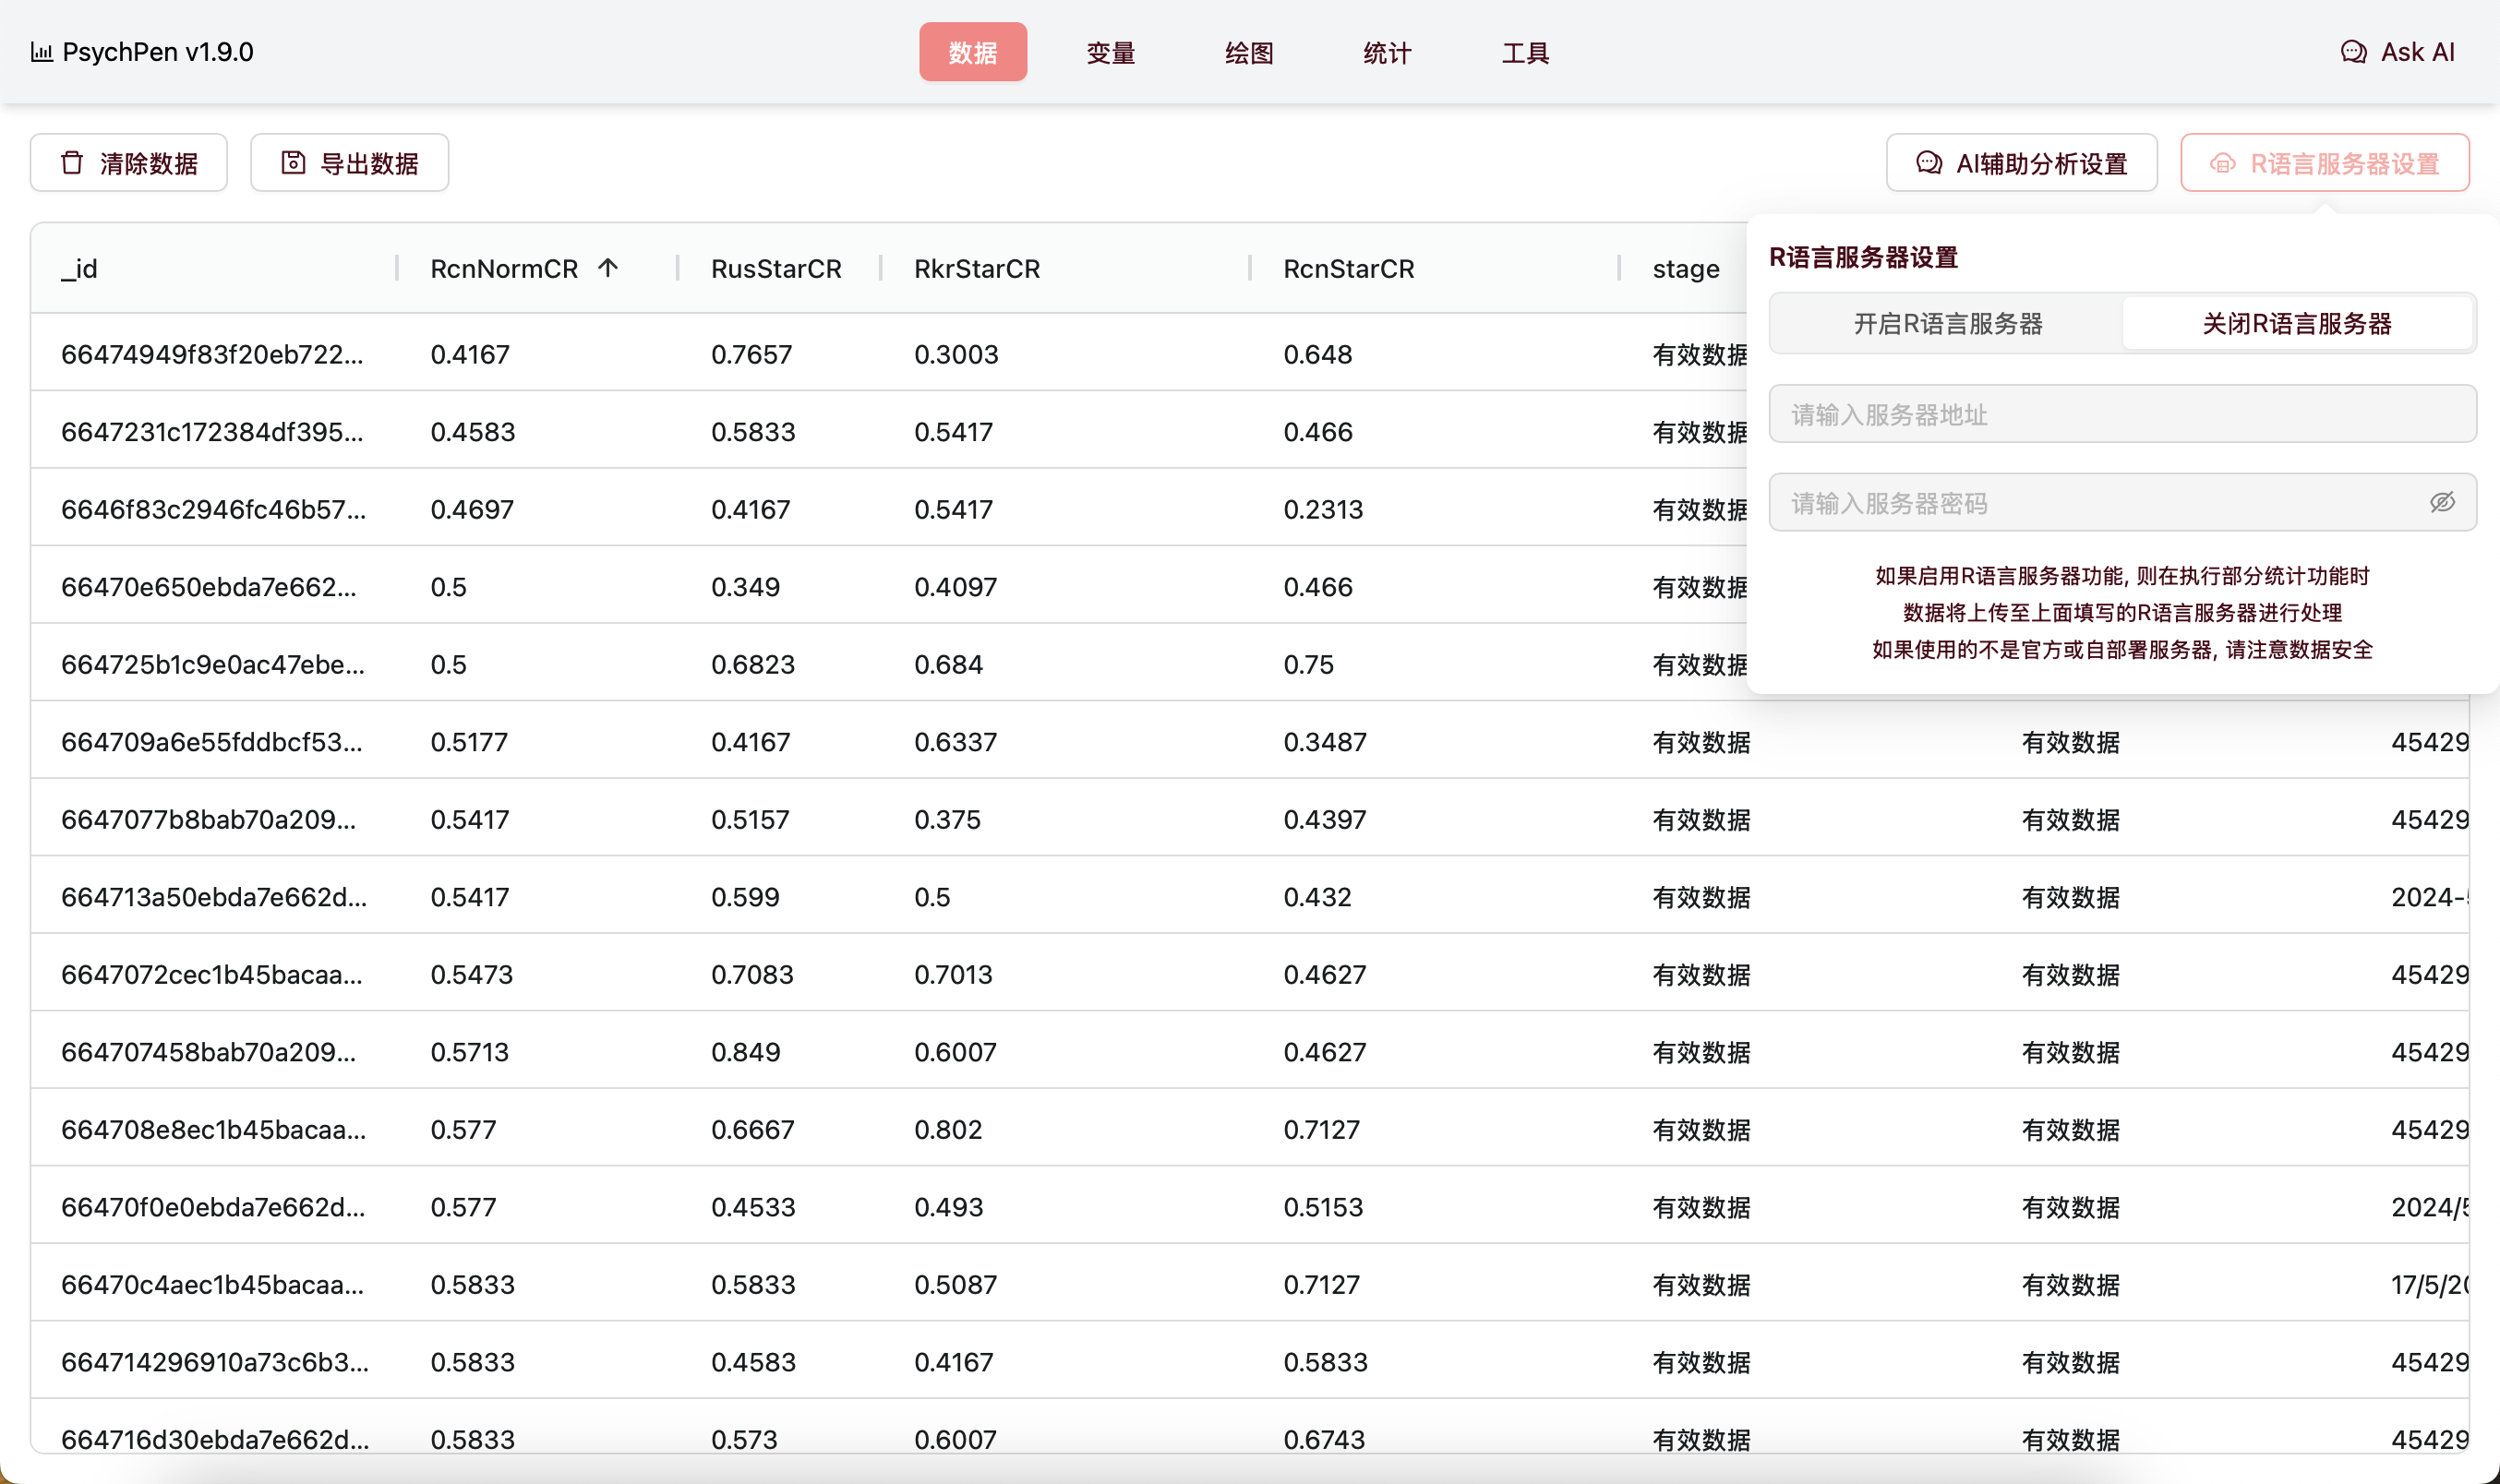 PsychPen v1.9.0
数据 变量 绘图 统计 工具
Ask AI
清除数据 导出数据
AI辅助分析设置 R语言服务器设置
_id RcnNormCR RusStarCR RkrStarCR RcnStarCR stage
66474949f83f20eb722... 0.4167 0.7657 0.3003 0.648 有效数据
6647231c172384df395... 0.4583 0.5833 0.5417 0.466 有效数据
6646f83c2946fc46b57... 0.4697 0.4167 0.5417 0.2313 有效数据
66470e650ebda7e662... 0.5 0.349 0.4097 0.466 有效数据
664725b1c9e0ac47ebe... 0.5 0.6823 0.684 0.75 有效数据
664709a6e55fddbcf53... 0.5177 0.4167 0.6337 0.3487 有效数据 有效数据 45429
6647077b8bab70a209... 0.5417 0.5157 0.375 0.4397 有效数据 有效数据 45429
664713a50ebda7e662d... 0.5417 0.599 0.5 0.432 有效数据 有效数据 2024-5
6647072cec1b45bacaa... 0.5473 0.7083 0.7013 0.4627 有效数据 有效数据 45429
664707458bab70a209... 0.5713 0.849 0.6007 0.4627 有效数据 有效数据 45429
664708e8ec1b45bacaa... 0.577 0.6667 0.802 0.7127 有效数据 有效数据 45429
66470f0e0ebda7e662d... 0.577 0.4533 0.493 0.5153 有效数据 有效数据 2024/5
66470c4aec1b45bacaa... 0.5833 0.5833 0.5087 0.7127 有效数据 有效数据 17/5/20
664714296910a73c6b3... 0.5833 0.4583 0.4167 0.5833 有效数据 有效数据 45429
664716d30ebda7e662d... 0.5833 0.573 0.6007 0.6743 有效数据 有效数据 45429
R语言服务器设置
开启R语言服务器 关闭R语言服务器
请输入服务器地址
请输入服务器密码
如果启用R语言服务器功能, 则在执行部分统计功能时
数据将上传至上面填写的R语言服务器进行处理
如果使用的不是官方或自部署服务器, 请注意数据安全